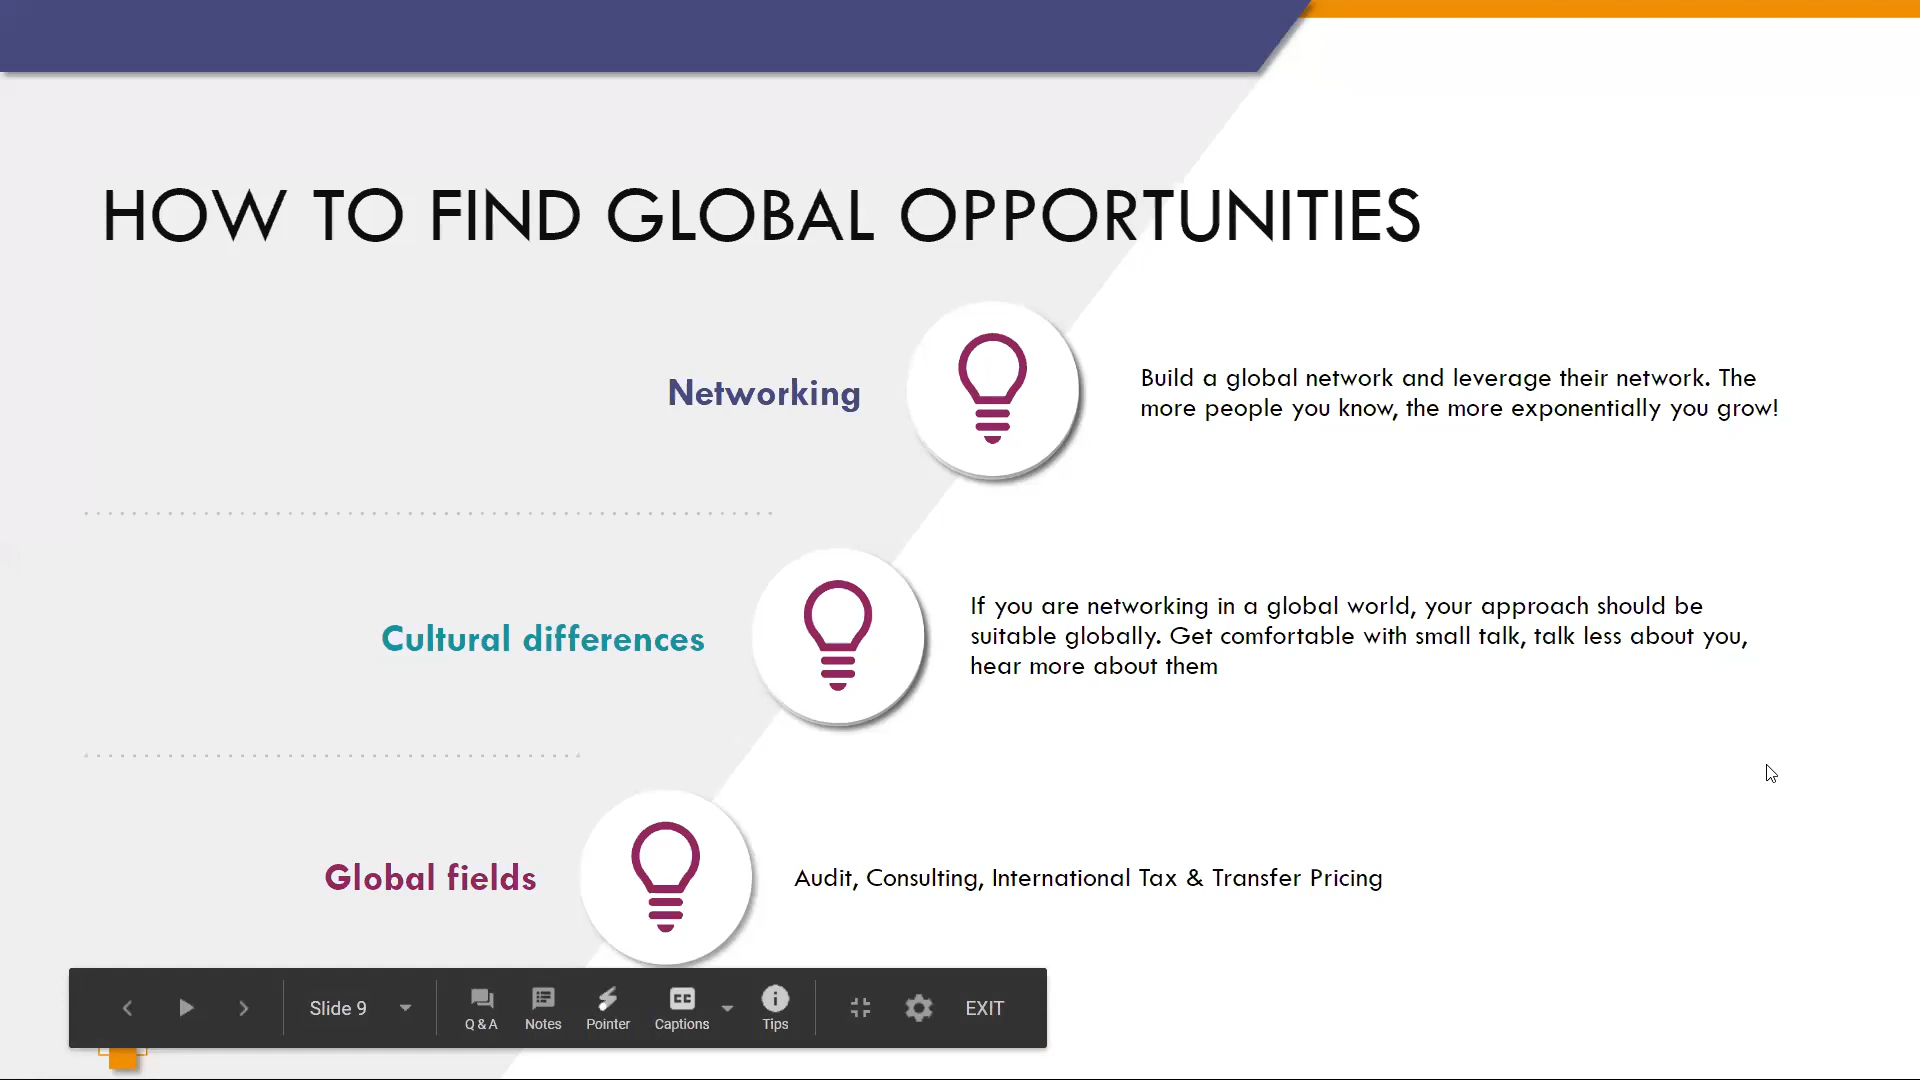 HOW TO FIND GLOBAL OPPORTUNITIES
Networking
Build a global network and leverage their network. The
more people you know, the more exponentially you grow!
Cultural differences
If you are networking in a global world, your approach should be
suitable globally. Get comfortable with small talk, talk less about you,
hear more about them
Global fields
Audit, Consulting, International Tax & Transfer Pricing
Slide 9
Q & A
Notes
Pointer
CC
Captions
Tips
EXIT